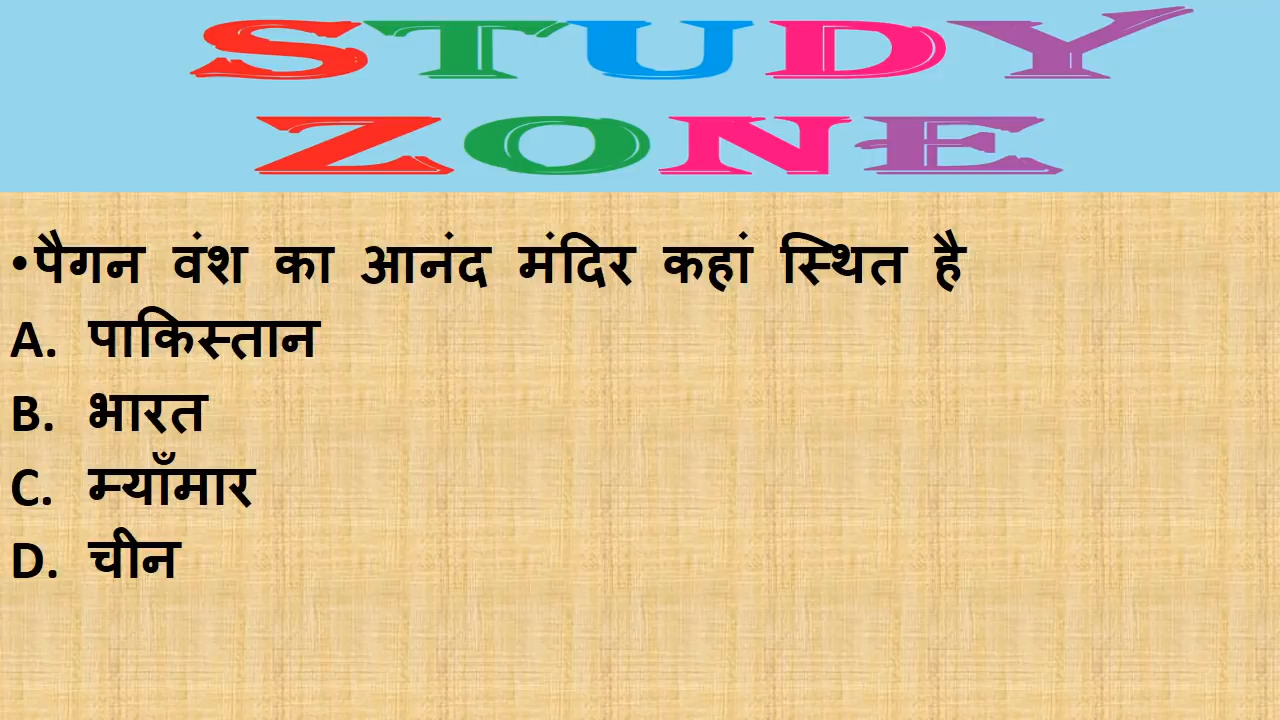 STUDY
ZONE
•पैगन वंश का आनंद मंदिर कहां स्थित है
A. पाकिस्तान
B. भारत
C. म्याँमार
D. चीन